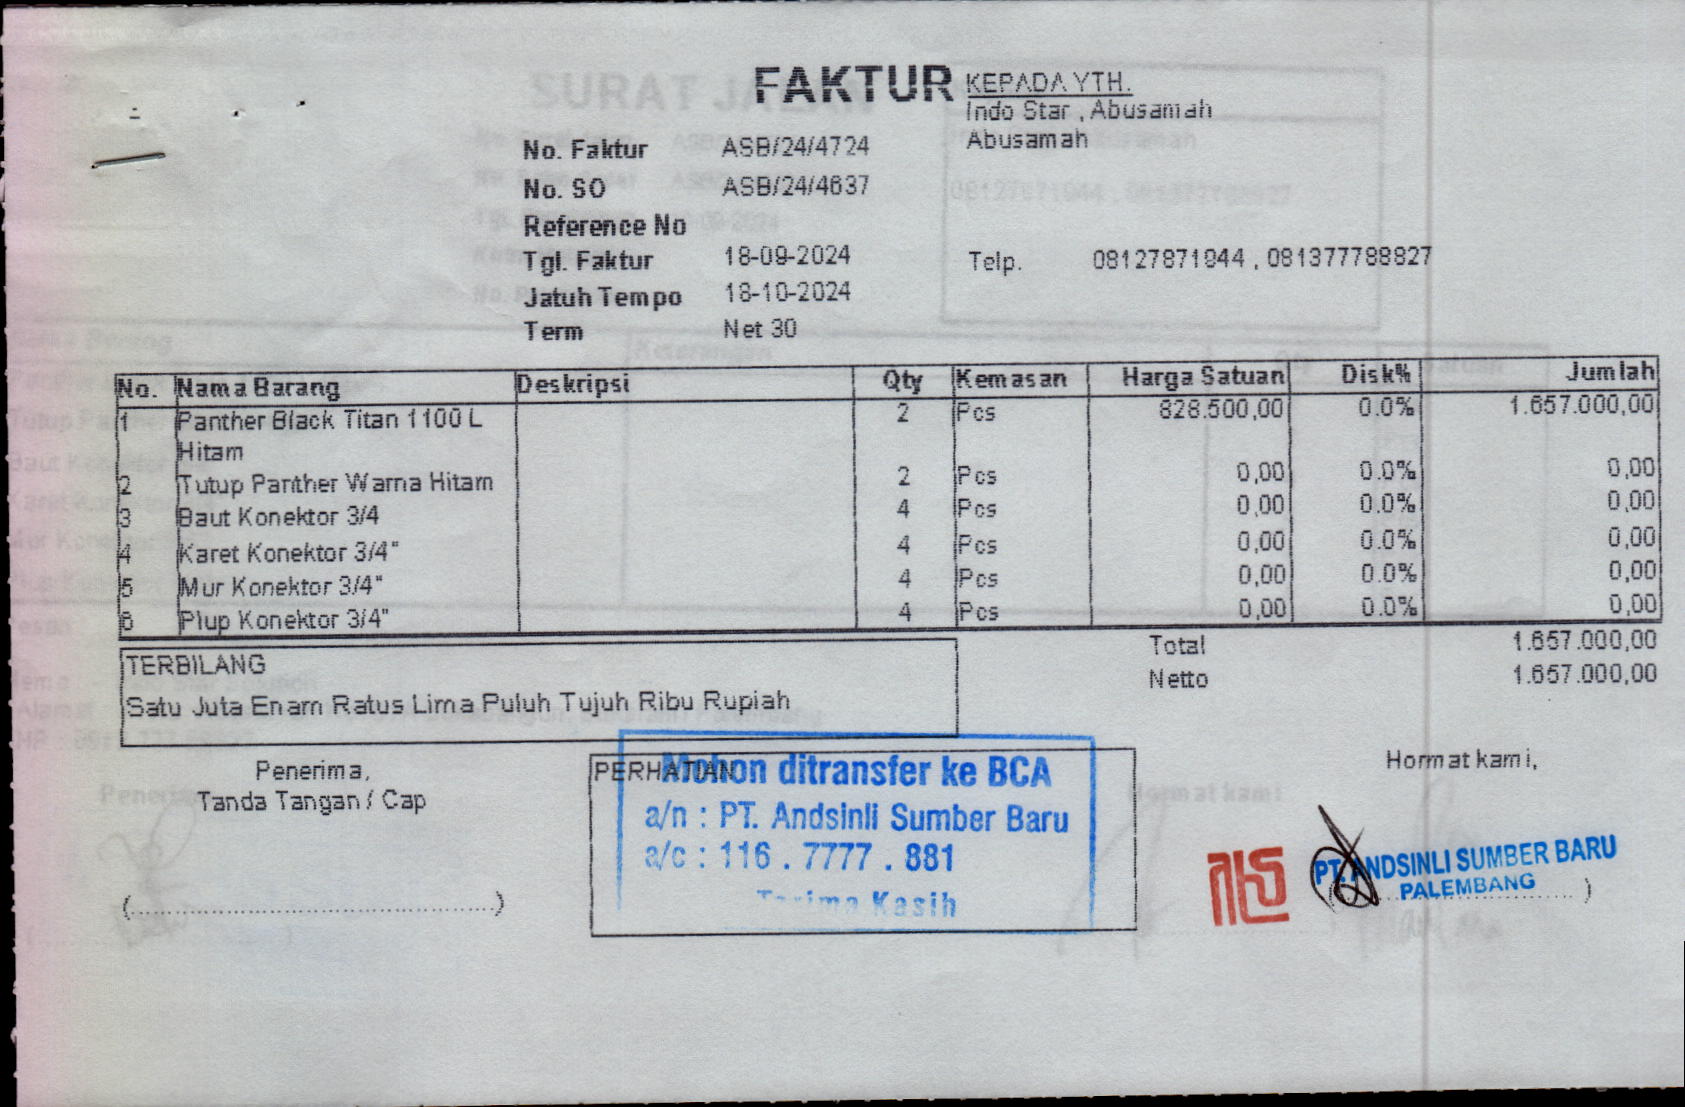 FAKTUR
KEPADA YTH.
Indo Star , Abusamah
Abusamah
No. Faktur ASB/24/4724
No. SO ASB/24/4637
Reference No
Tgl. Faktur 18-09-2024
Telp. 08127871944 , 081377788827
Jatuh Tempo 18-10-2024
Term Net 30
No. Nama Barang Deskripsi Qty Kemasan Harga Satuan Disk% Jumlah
1 Panther Black Titan 1100 L 2 Pcs 828.500,00 0.0% 1.657.000,00
Hitam
2 Tutup Panther Warna Hitam 2 Pcs 0,00 0.0% 0,00
3 Baut Konektor 3/4 4 Pcs 0,00 0.0% 0,00
4 Karet Konektor 3/4" 4 Pcs 0,00 0.0% 0,00
5 Mur Konektor 3/4" 4 Pcs 0,00 0.0% 0,00
6 Plup Konektor 3/4" 4 Pcs 0,00 0.0% 0,00
Total 1.657.000,00
Netto 1.657.000,00
TERBILANG
Satu Juta Enam Ratus Lima Puluh Tujuh Ribu Rupiah
Penerima,
Tanda Tangan / Cap
(......................................................)
PERHATIAN
Mohon ditransfer ke BCA
a/n : PT. Andsinli Sumber Baru
a/c : 116 . 7777 . 881
Terima Kasih
Hormat kami,
PT. ANDSINLI SUMBER BARU
PALEMBANG
SURAT JALAN